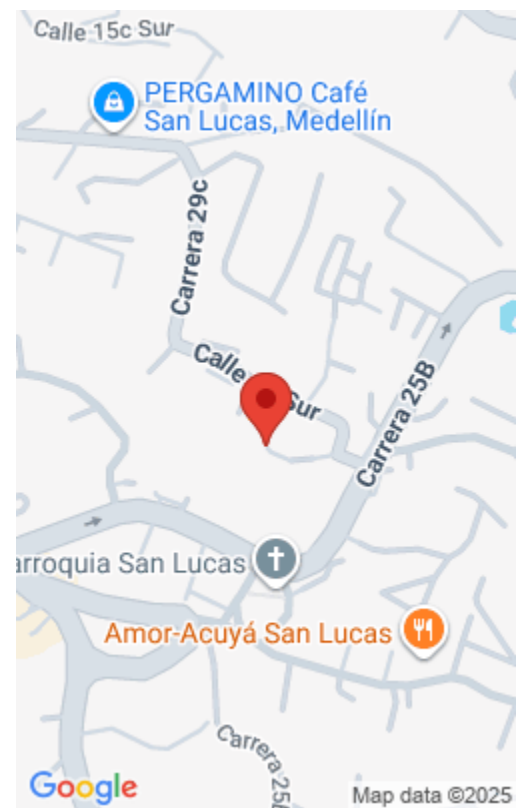 Calle 15c Sur
PERGAMINO Café
San Lucas, Medellín
Carrera 29c
Calle
Sur
Carrera 25B
arroquia San Lucas
Amor-Acuyá San Lucas
Carrera 25
Google
Map data ©2025